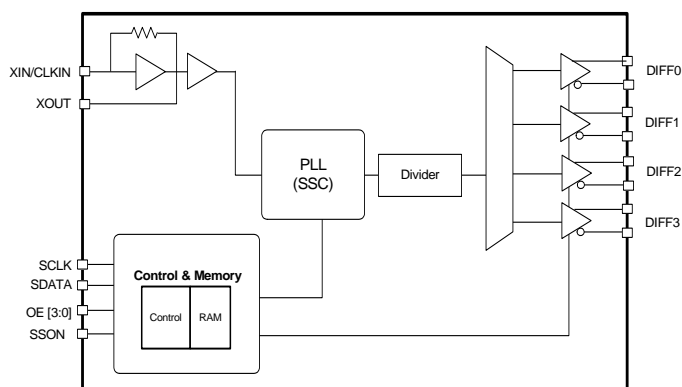 XIN/CLKIN
XOUT
PLL
(SSC)
Divider
DIFF0
DIFF1
DIFF2
DIFF3
SCLK
SDATA
OE [3:0]
SSON
Control & Memory
Control
RAM